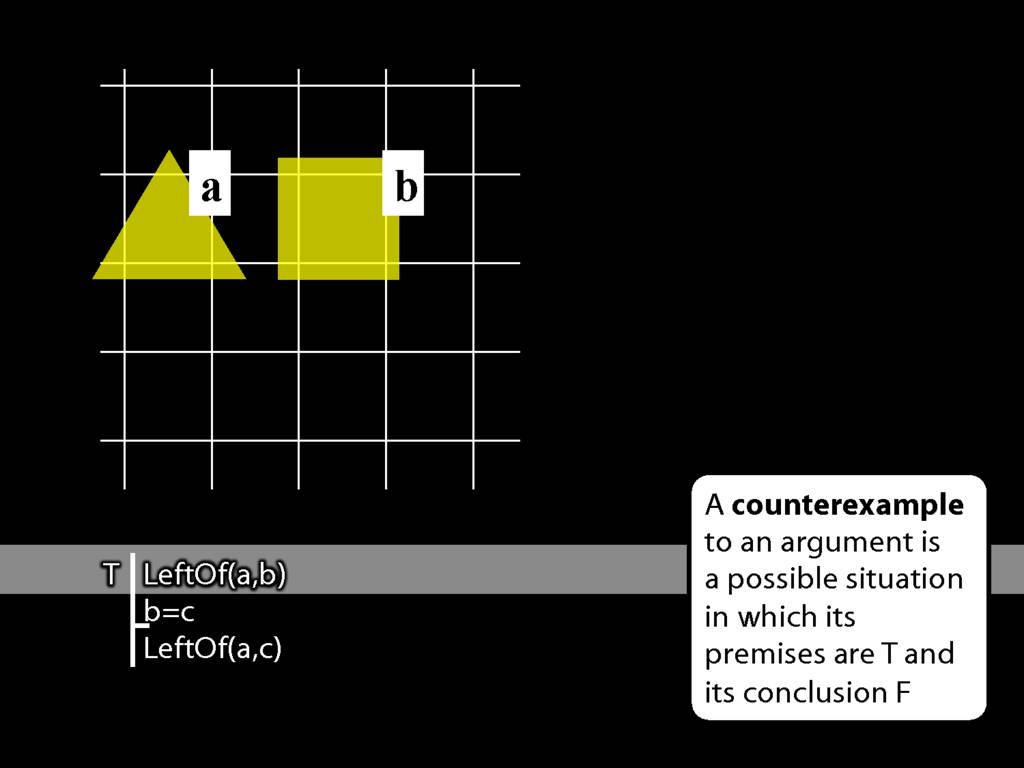 a
b
T LeftOf(a,b)
b=c
LeftOf(a,c)
A counterexample
to an argument is
a possible situation
in which its
premises are T and
its conclusion F